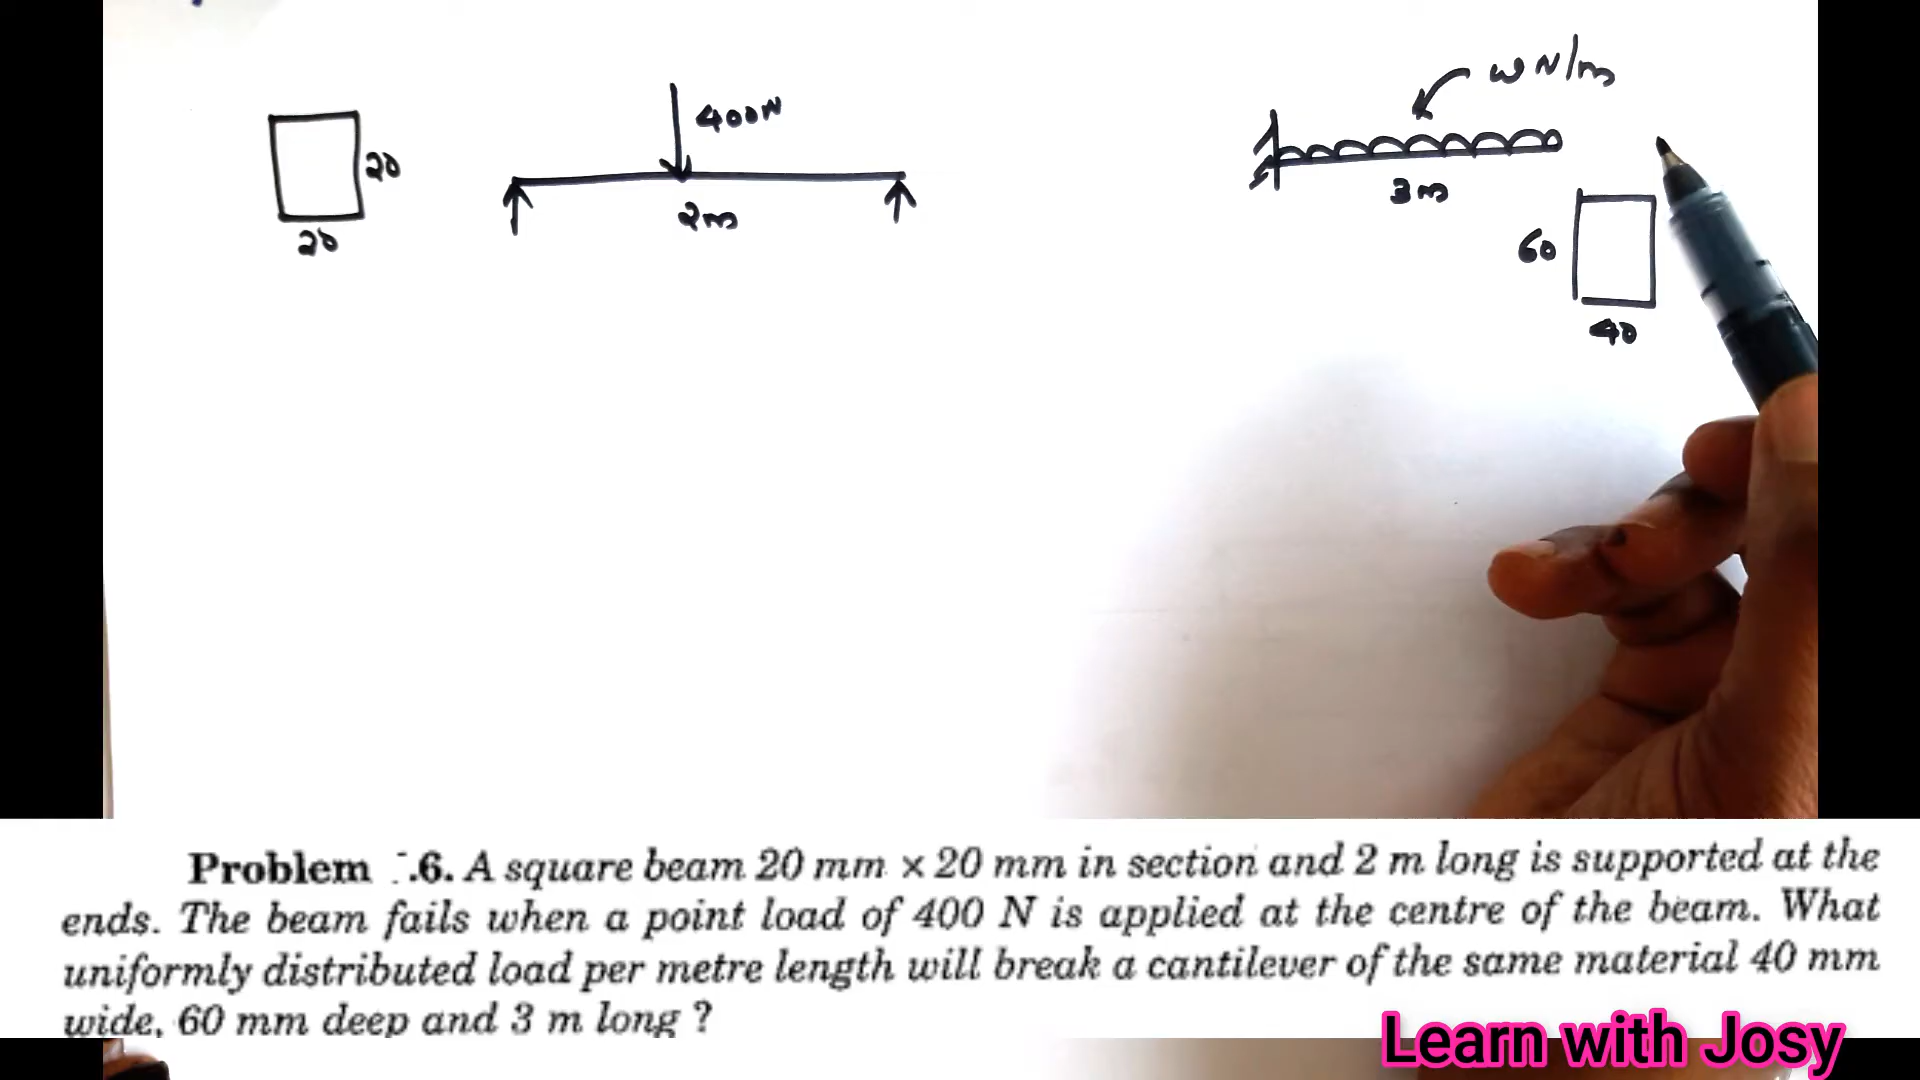 400N
20
20
2m
w N/m
3m
60
40
Problem .6. A square beam 20 mm × 20 mm in section and 2 m long is supported at the
ends. The beam fails when a point load of 400 N is applied at the centre of the beam. What
uniformly distributed load per metre length will break a cantilever of the same material 40 mm
wide, 60 mm deep and 3 m long ?
Learn with Josy